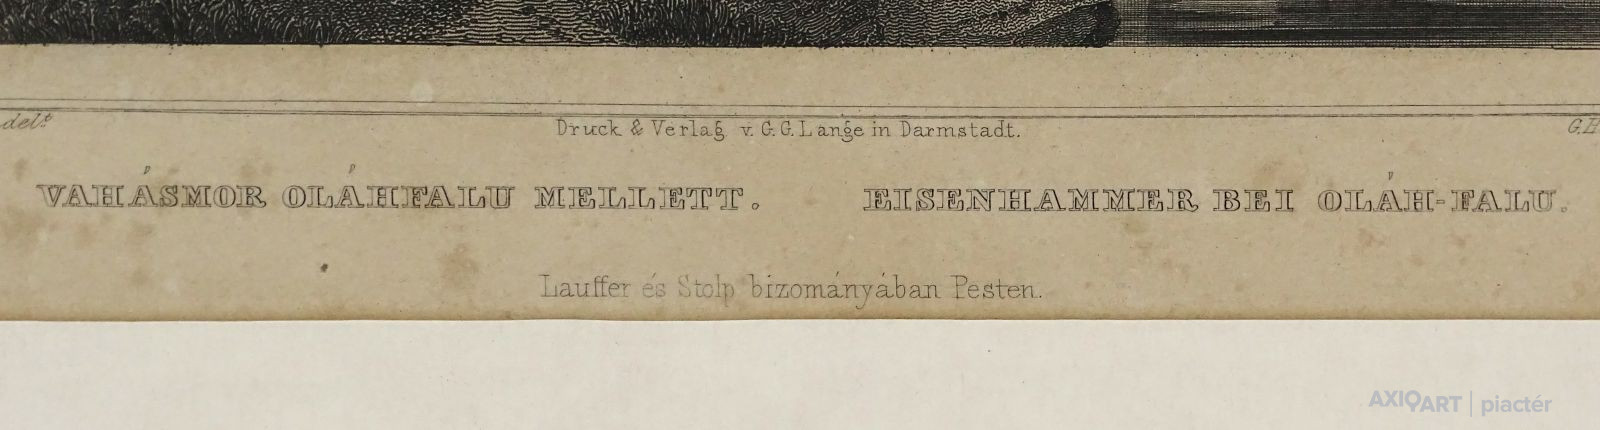 delt.
Druck & Verlag v. G. G. Lange in Darmstadt.
G. H
VAHÁSMOR OLÁHFALU MELLETT. EISENHAMMER BEI OLÁH-FALU.
Lauffer és Stolp bizományában Pesten.
AXIOART | piactér